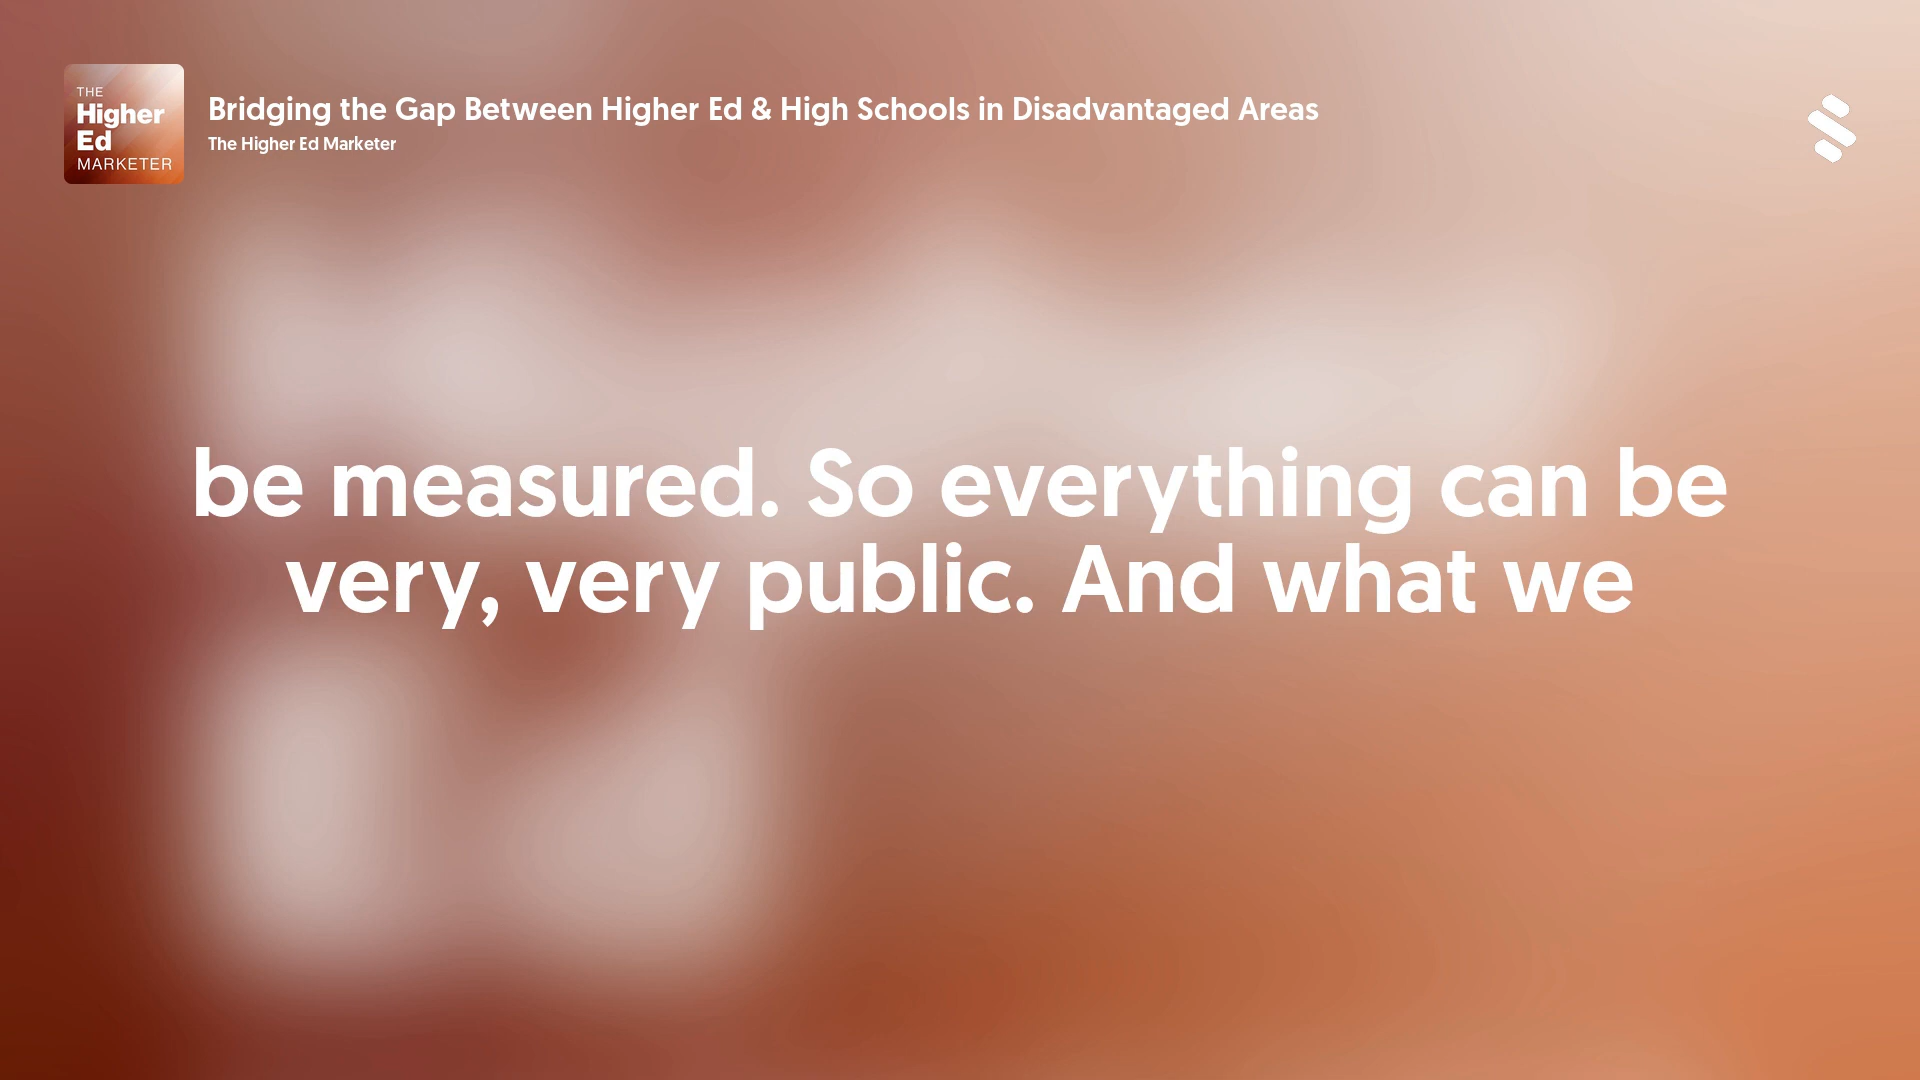 THE
Higher
Ed
MARKETER
Bridging the Gap Between Higher Ed & High Schools in Disadvantaged Areas
The Higher Ed Marketer
be measured. So everything can be
very, very public. And what we